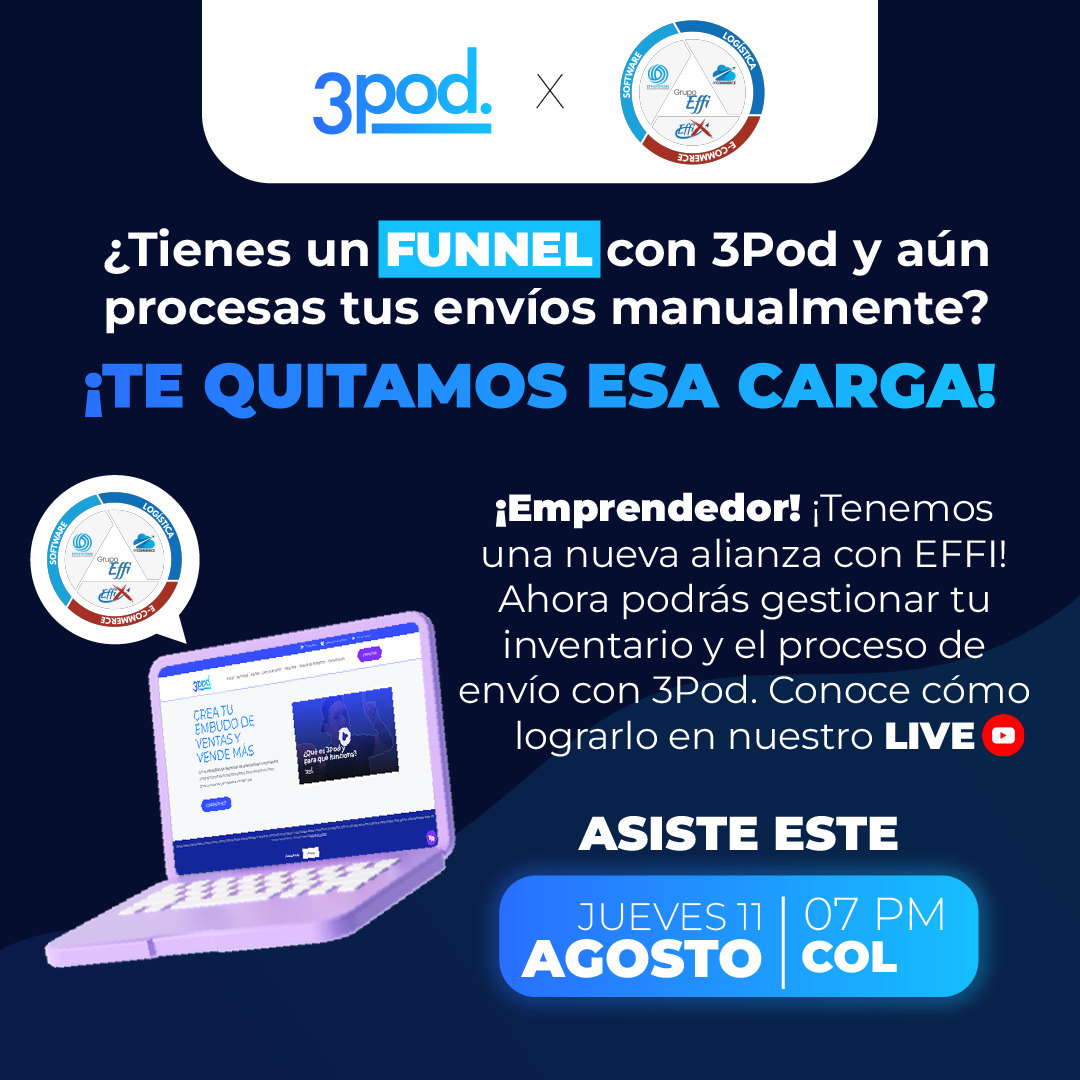 3pod.
X
SOFTWARE
LOGÍSTICA
E-COMMERCE
Grupo
Effi
Effi X
¿Tienes un FUNNEL con 3Pod y aún
procesas tus envíos manualmente?
¡TE QUITAMOS ESA CARGA!
SOFTWARE
LOGÍSTICA
E-COMMERCE
Grupo
Effi
Effi X
¡Emprendedor! ¡Tenemos
una nueva alianza con EFFI!
Ahora podrás gestionar tu
inventario y el proceso de
envío con 3Pod. Conoce cómo
lograrlo en nuestro LIVE
3pod.
CREA TU
EMBUDO DE
VENTAS Y
VENDE MÁS
¿Qué es 3Pod y
para qué funciona?
ASISTE ESTE
JUEVES 11
AGOSTO
07 PM
COL